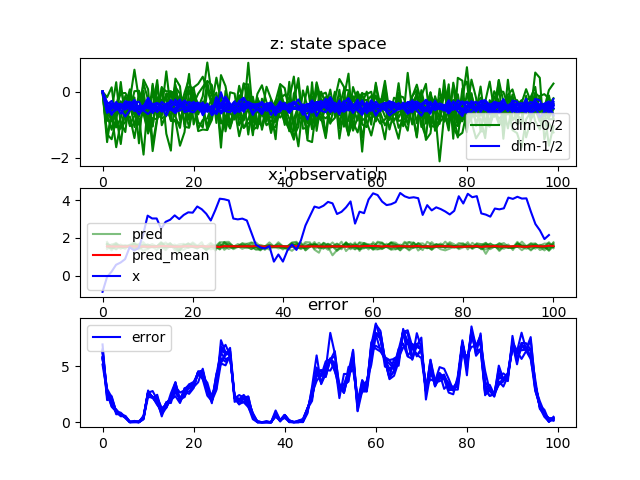 z: state space
0
−2
dim-0/2
dim-1/2
0
20
40
60
80
100
x: observation
4
2
0
pred
pred_mean
x
0
20
40
60
80
100
error
5
0
error
0
20
40
60
80
100